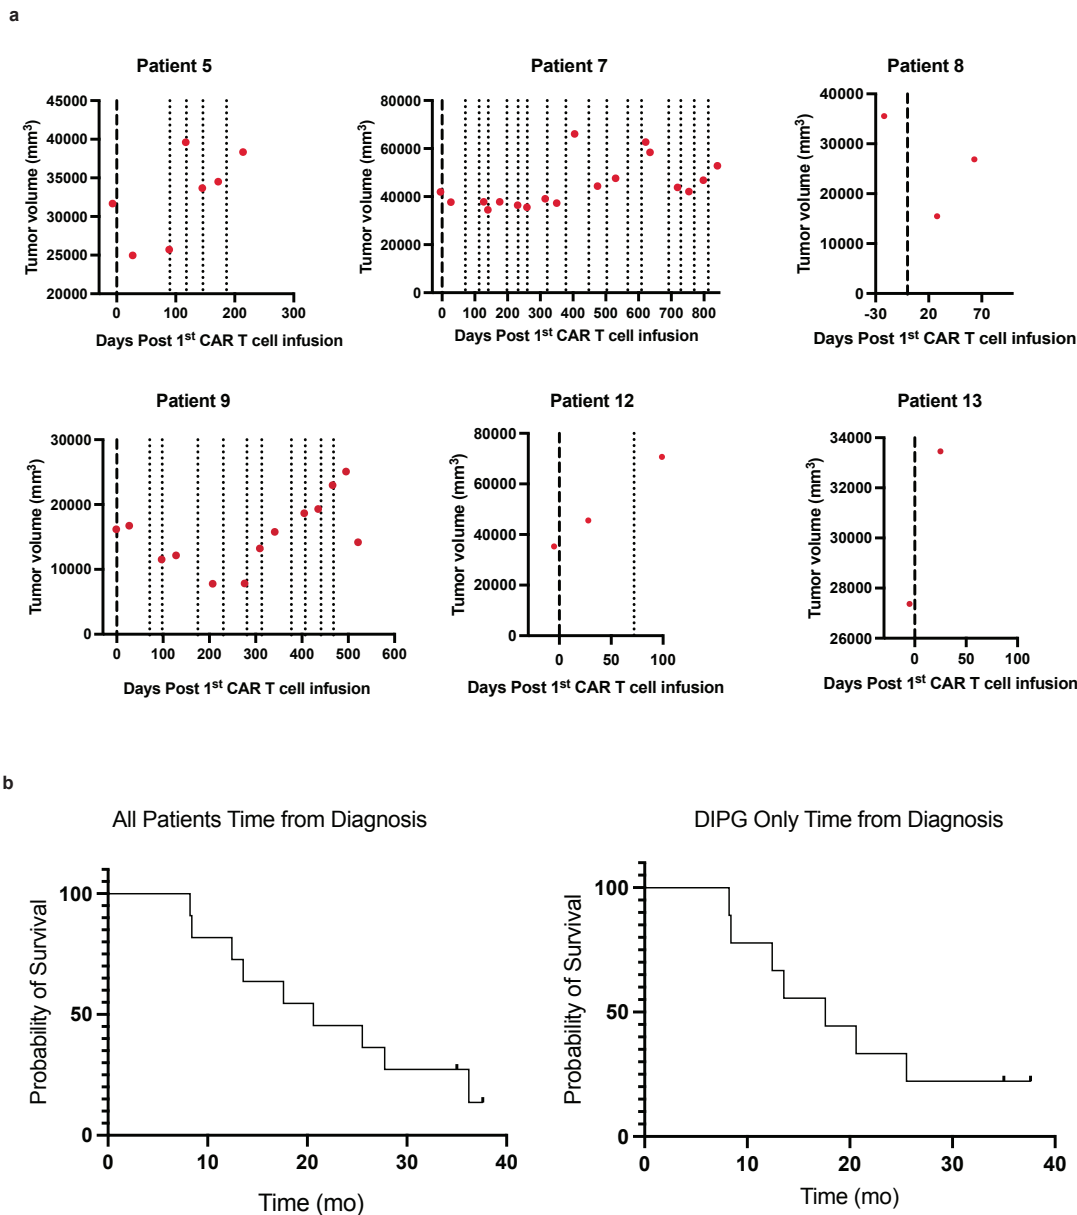 a
Patient 5
Patient 7
Patient 8
Tumor volume (mm³)
45000
40000
35000
30000
25000
20000
0
100
200
300
Days Post 1ˢᵗ CAR T cell infusion
Tumor volume (mm³)
80000
60000
40000
20000
0
0
100
200
300
400
500
600
700
800
Days Post 1ˢᵗ CAR T cell infusion
Tumor volume (mm³)
40000
30000
20000
10000
0
-30
20
70
Days Post 1ˢᵗ CAR T cell infusion
Patient 9
Patient 12
Patient 13
Tumor volume (mm³)
30000
20000
10000
0
0
100
200
300
400
500
600
Days Post 1ˢᵗ CAR T cell infusion
Tumor volume (mm³)
80000
60000
40000
20000
0
0
50
100
Days Post 1ˢᵗ CAR T cell infusion
Tumor volume (mm³)
34000
32000
30000
28000
26000
0
50
100
Days Post 1ˢᵗ CAR T cell infusion
b
All Patients Time from Diagnosis
DIPG Only Time from Diagnosis
Probability of Survival
100
50
0
0
10
20
30
40
Time (mo)
Probability of Survival
100
50
0
0
10
20
30
40
Time (mo)